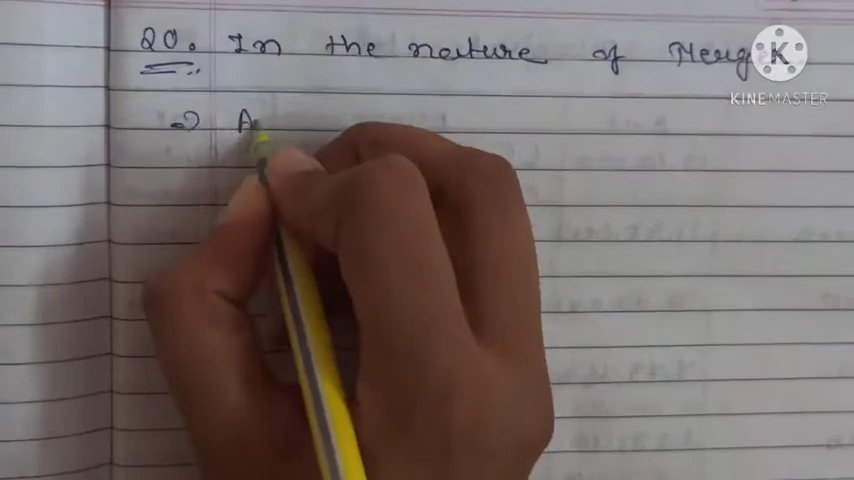 20. In the nature of Merge
K
KINEMASTER
⇒ A